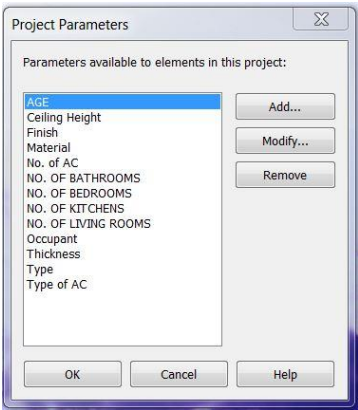 Project Parameters
Parameters available to elements in this project:
AGE
Ceiling Height
Finish
Material
No. of AC
NO. OF BATHROOMS
NO. OF BEDROOMS
NO. OF KITCHENS
NO. OF LIVING ROOMS
Occupant
Thickness
Type
Type of AC
Add...
Modify...
Remove
OK Cancel Help